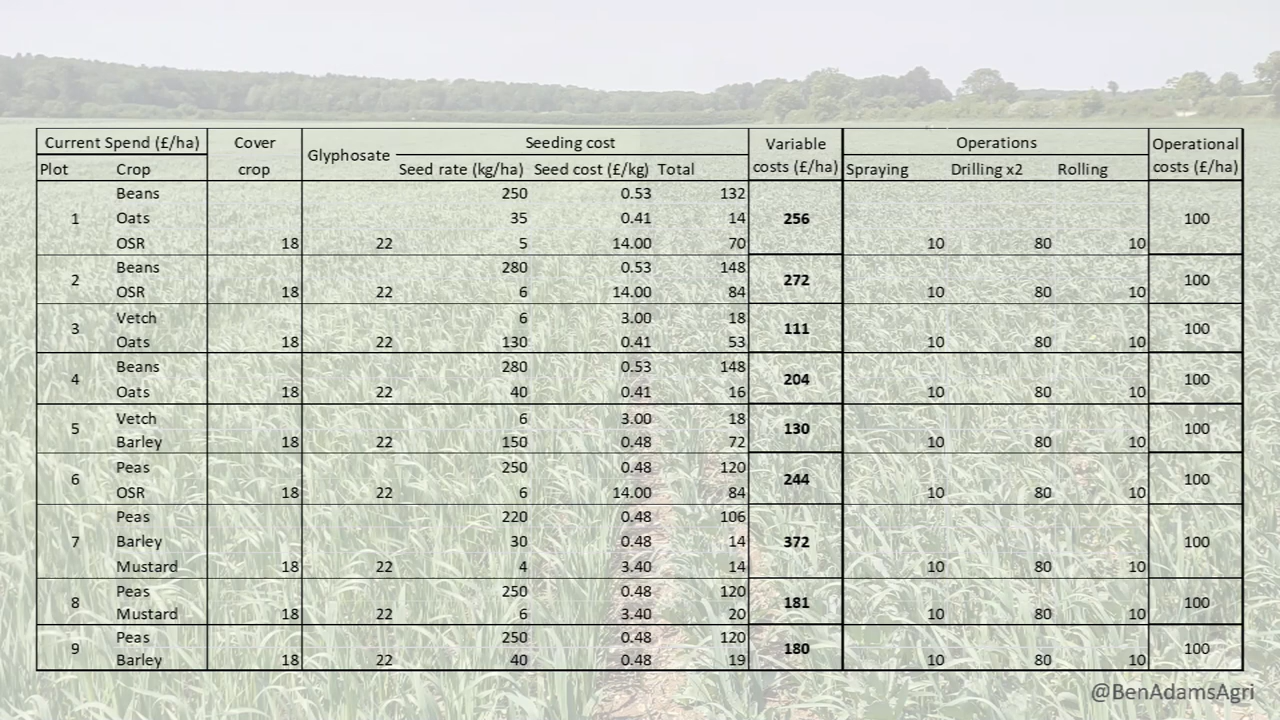 Current Spend (£/ha) Cover Seeding cost Variable Operations Operational
Plot Crop crop Glyphosate Seed rate (kg/ha) Seed cost (£/kg) Total costs (£/ha) Spraying Drilling x2 Rolling costs (£/ha)
Beans 250 0.53 132
1 Oats 35 0.41 14 256 100
OSR 18 22 5 14.00 70 10 80 10
Beans 280 0.53 148
2 272 100
OSR 18 22 6 14.00 84 10 80 10
Vetch 6 3.00 18
3 111 100
Oats 18 22 130 0.41 53 10 80 10
Beans 280 0.53 148
4 204 100
Oats 18 22 40 0.41 16 10 80 10
Vetch 6 3.00 18
5 130 100
Barley 18 22 150 0.48 72 10 80 10
Peas 250 0.48 120
6 244 100
OSR 18 22 6 14.00 84 10 80 10
Peas 220 0.48 106
7 Barley 30 0.48 14 372 100
Mustard 18 22 4 3.40 14 10 80 10
Peas 250 0.48 120
8 181 100
Mustard 18 22 6 3.40 20 10 80 10
Peas 250 0.48 120
9 180 100
Barley 18 22 40 0.48 19 10 80 10
@BenAdamsAgri